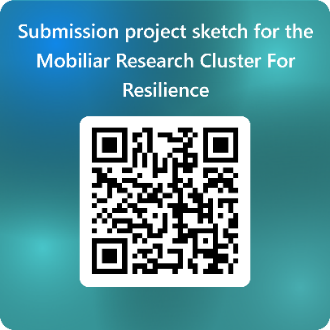 Submission project sketch for the
Mobiliar Research Cluster For
Resilience